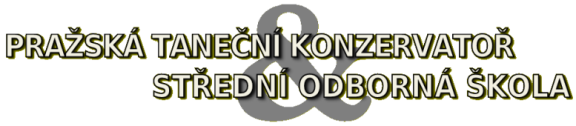 PRAŽSKÁ TANEČNÍ KONZERVATOŘ
&
STŘEDNÍ ODBORNÁ ŠKOLA